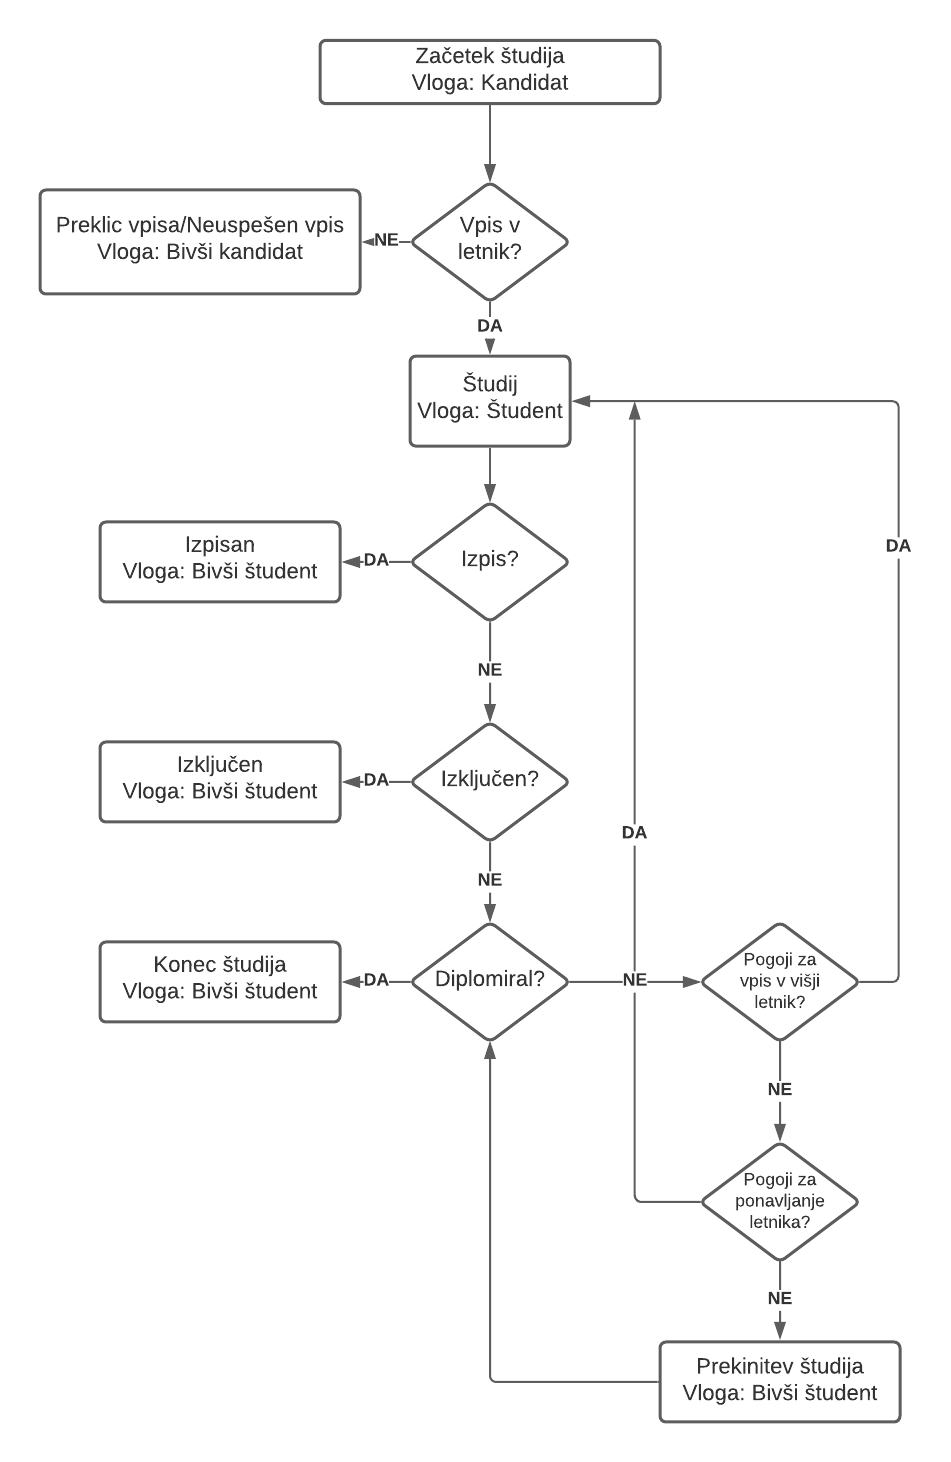 Začetek študija
Vloga: Kandidat
Preklic vpisa/Neuspešen vpis
Vloga: Bivši kandidat
NE
Vpis v
letnik?
DA
Študij
Vloga: Študent
Izpisan
Vloga: Bivši študent
DA
Izpis?
DA
NE
Izključen
Vloga: Bivši študent
DA
Izključen?
DA
NE
Konec študija
Vloga: Bivši študent
DA
Diplomiral?
NE
Pogoji za
vpis v višji
letnik?
NE
Pogoji za
ponavljanje
letnika?
NE
Prekinitev študija
Vloga: Bivši študent